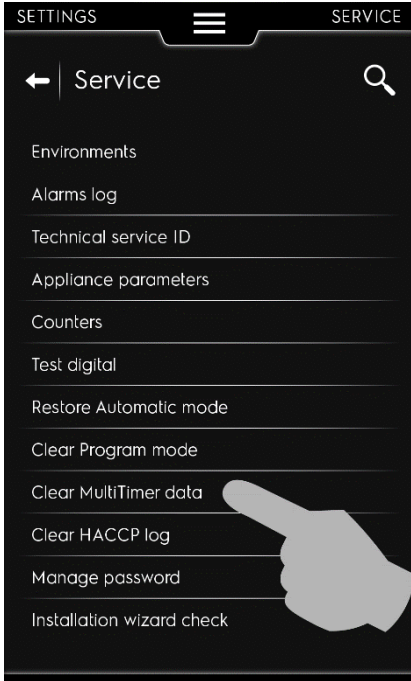 SETTINGS SERVICE
Service
Environments
Alarms log
Technical service ID
Appliance parameters
Counters
Test digital
Restore Automatic mode
Clear Program mode
Clear MultiTimer data
Clear HACCP log
Manage password
Installation wizard check